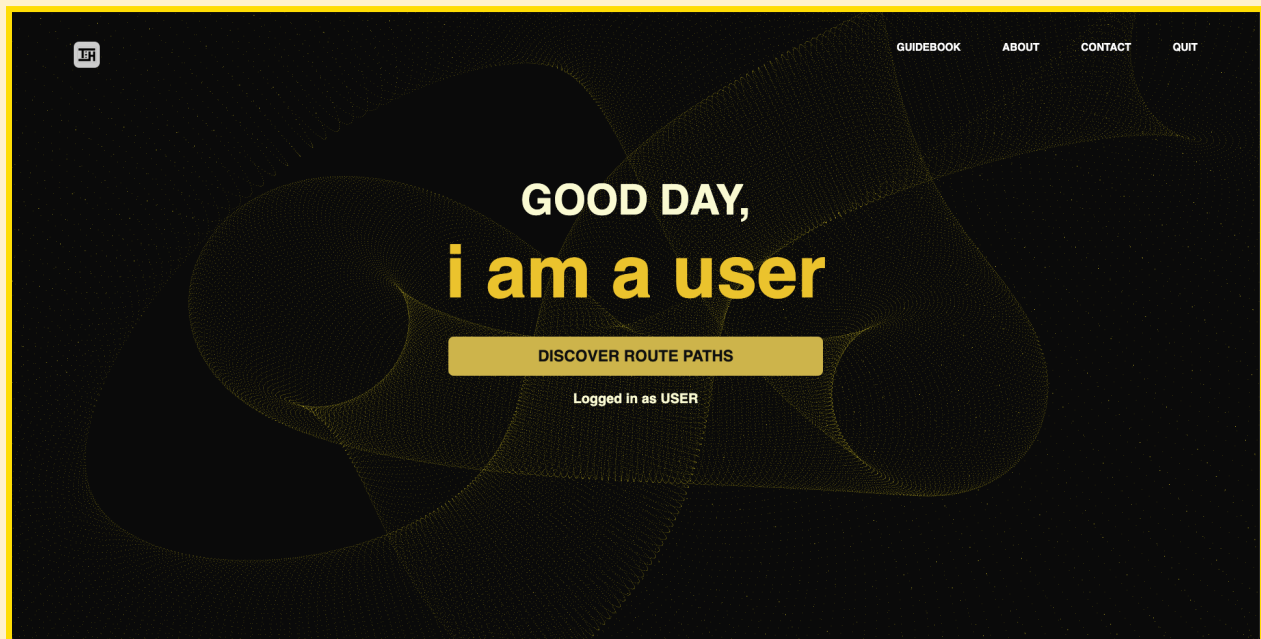 GUIDEBOOK ABOUT CONTACT QUIT
GOOD DAY,
i am a user
DISCOVER ROUTE PATHS
Logged in as USER